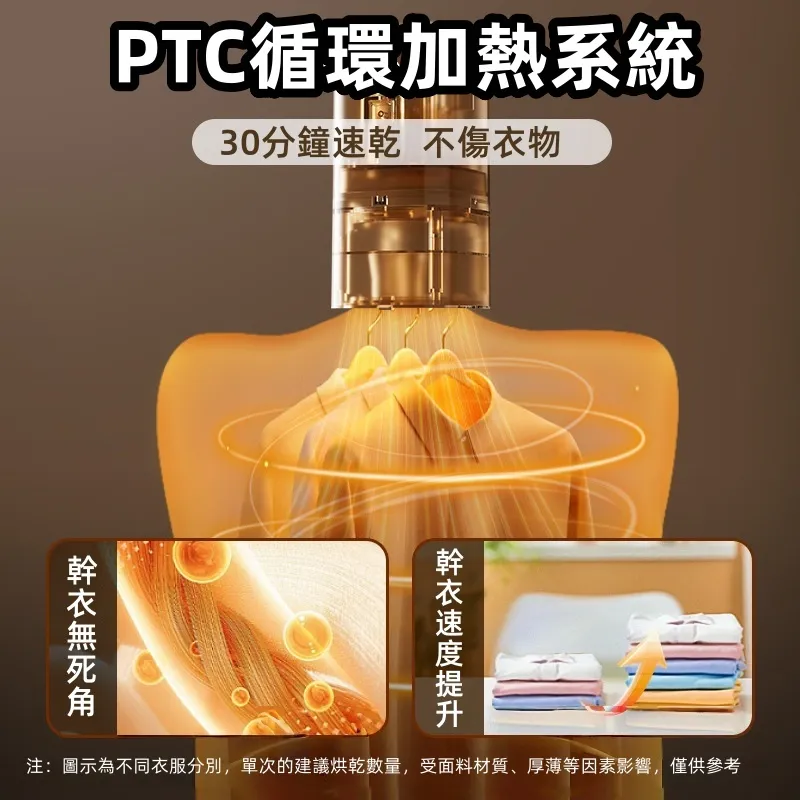 PTC循環加熱系統
30分鐘速乾 不傷衣物
幹衣無死角
幹衣速度提升
注：圖示為不同衣服分別，單次的建議烘乾數量，受面料材質、厚薄等因素影響，僅供參考